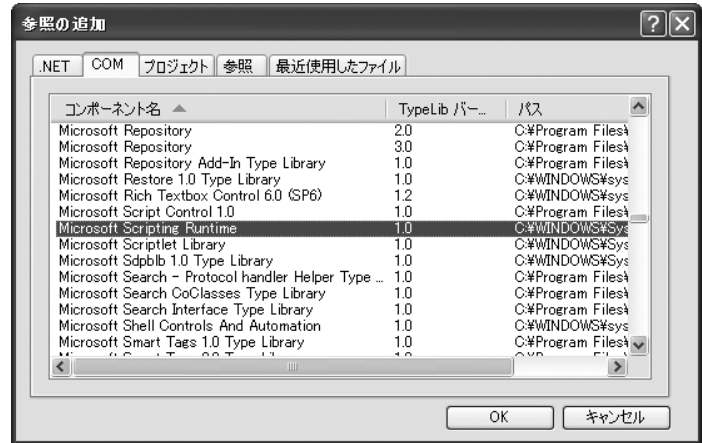 参照の追加
.NET COM プロジェクト 参照 最近使用したファイル
コンポーネント名 TypeLib バー... パス
Microsoft Repository 2.0 C:¥Program Files¥
Microsoft Repository 3.0 C:¥Program Files¥
Microsoft Repository Add-In Type Library 1.0 C:¥Program Files¥
Microsoft Restore 1.0 Type Library 1.0 C:¥WINDOWS¥sys
Microsoft Rich Textbox Control 6.0 (SP6) 1.2 C:¥WINDOWS¥sys
Microsoft Script Control 1.0 1.0 C:¥Program Files¥
Microsoft Scripting Runtime 1.0 C:¥WINDOWS¥Sys
Microsoft Scriptlet Library 1.0 C:¥WINDOWS¥Sys
Microsoft Sdpblb 1.0 Type Library 1.0 C:¥WINDOWS¥Sys
Microsoft Search - Protocol handler Helper Type ... 1.0 C:¥Program Files¥
Microsoft Search CoClasses Type Library 1.0 C:¥Program Files¥
Microsoft Search Interface Type Library 1.0 C:¥Program Files¥
Microsoft Shell Controls And Automation 1.0 C:¥WINDOWS¥sys
Microsoft Smart Tags 1.0 Type Library 1.0 C:¥Program Files¥
OK キャンセル